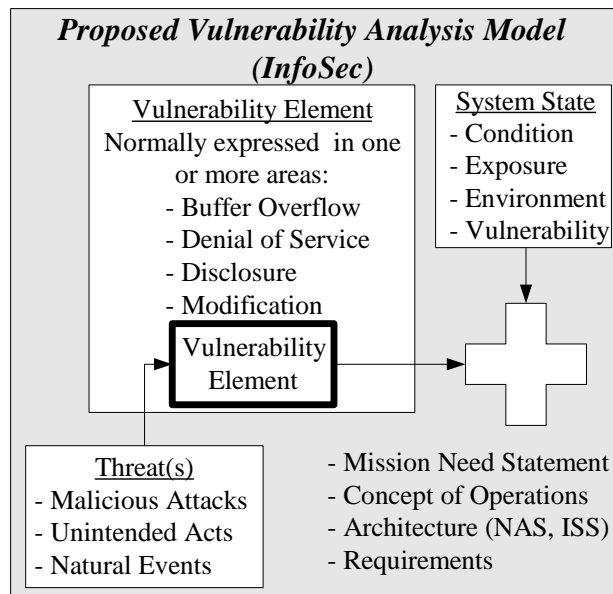 Proposed Vulnerability Analysis Model
(InfoSec)
Vulnerability Element
Normally expressed in one
or more areas:
- Buffer Overflow
- Denial of Service
- Disclosure
- Modification
Vulnerability
Element
System State
- Condition
- Exposure
- Environment
- Vulnerability
Threat(s)
- Malicious Attacks
- Unintended Acts
- Natural Events
- Mission Need Statement
- Concept of Operations
- Architecture (NAS, ISS)
- Requirements